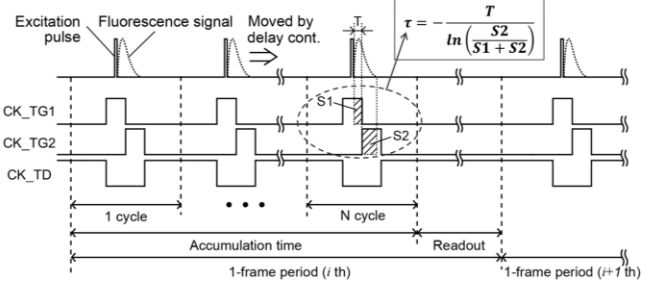 Excitation pulse
Fluorescence signal
Moved by delay cont.
T
τ = − T / ln(S2 / S1 + S2)
CK_TG1
S1
CK_TG2
S2
CK_TD
• • •
1 cycle
N cycle
Accumulation time
Readout
1-frame period (i th)
1-frame period (i+1 th)